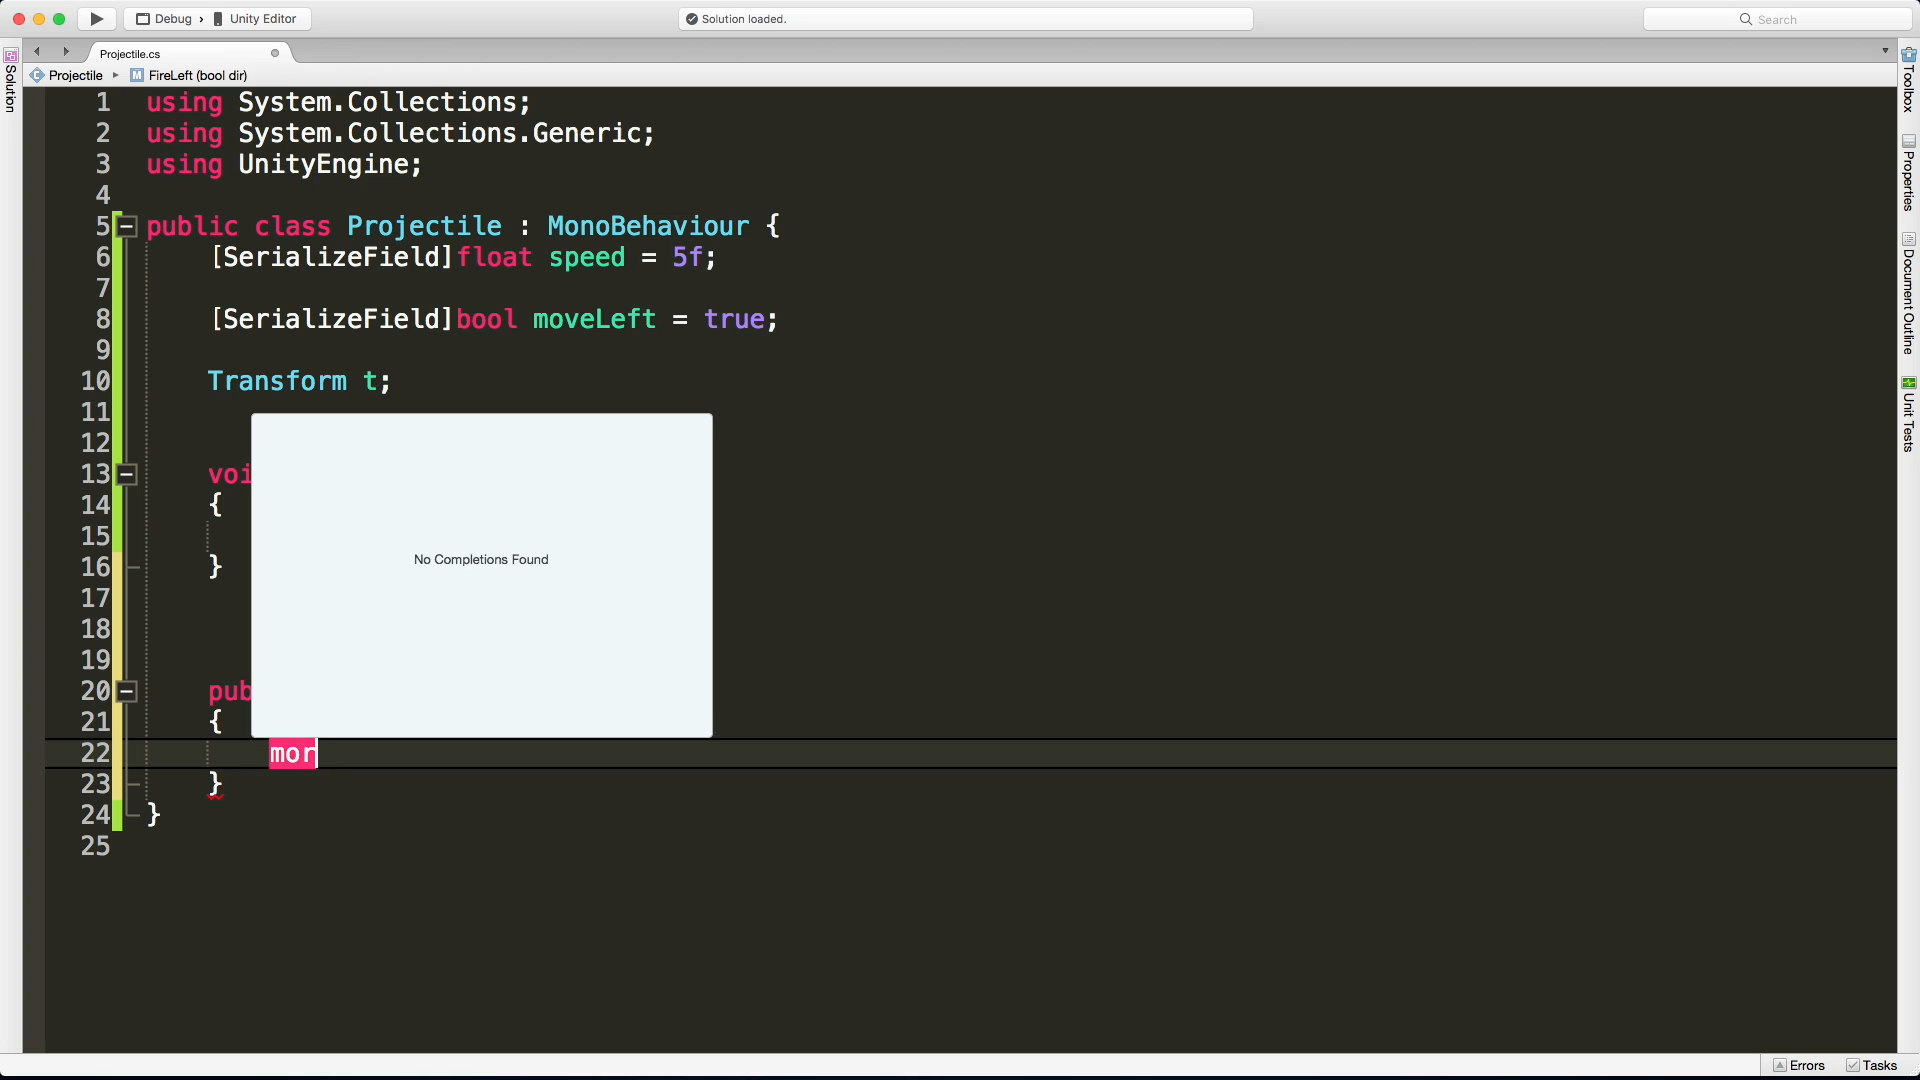 Debug › Unity Editor
Solution loaded.
Search
Projectile.cs
Projectile ▸ FireLeft (bool dir)
Solution
Toolbox
Properties
Document Outline
Unit Tests
1 using System.Collections;
2 using System.Collections.Generic;
3 using UnityEngine;
4
5 public class Projectile : MonoBehaviour {
6 [SerializeField]float speed = 5f;
7
8 [SerializeField]bool moveLeft = true;
9
10 Transform t;
11
12
13 voi
14 {
15
16 }
17
18
19
20 pub
21 {
22 mor
23 }
24 }
25
No Completions Found
Errors
Tasks